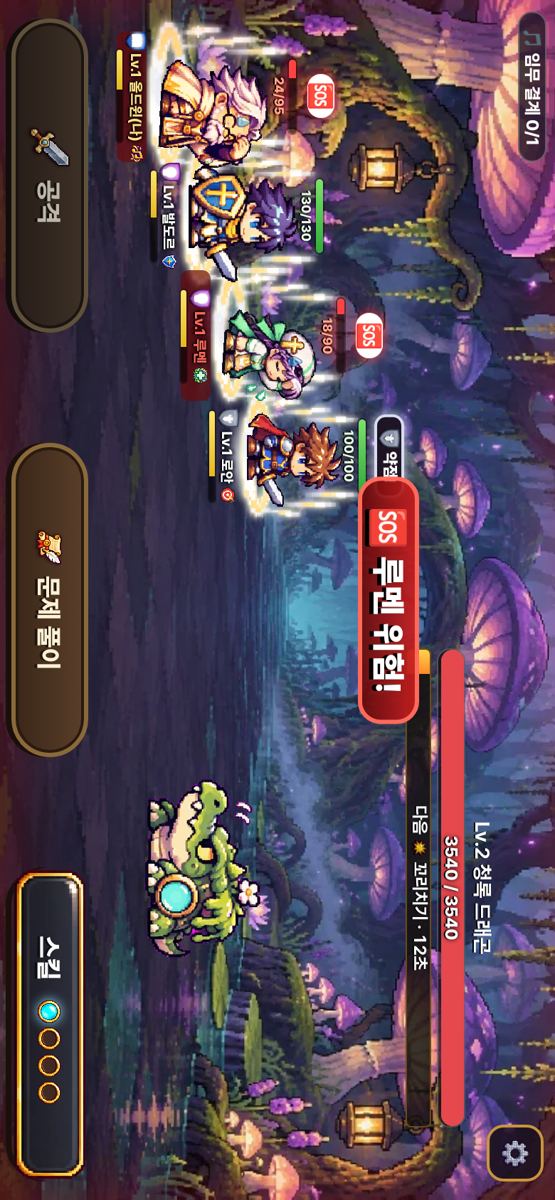 임무 결계 0/1
Lv.2 청록 드래곤
3540 / 3540
다음 꼬리치기 · 12초
SOS 루멘 위험!
약점
SOS
24/95
Lv.1 올드원(나)
130/130
Lv.1 발도르
SOS
18/90
Lv.1 루멘
100/100
Lv.1 로안
공격
문제 풀이
스킬